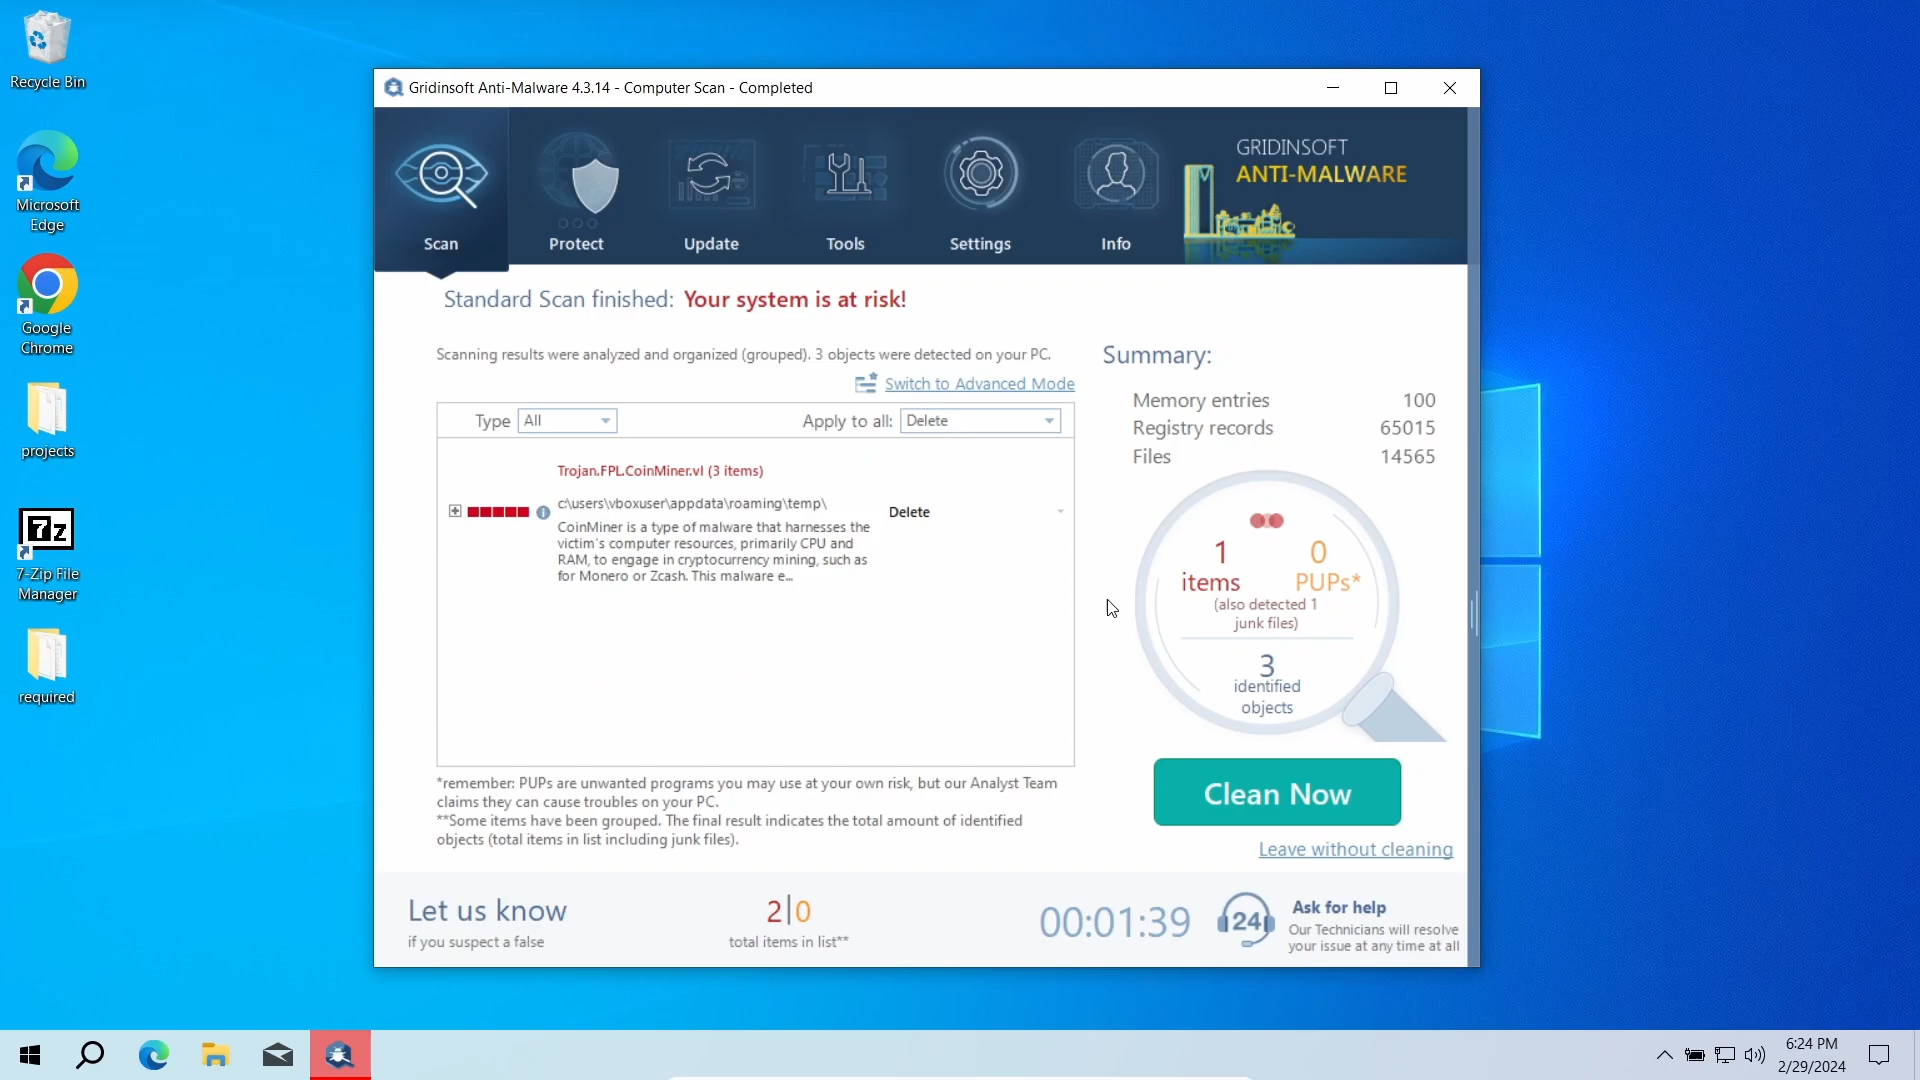 Recycle Bin
Microsoft
Edge
Google
Chrome
projects
7z
7-Zip File
Manager
required
Gridinsoft Anti-Malware 4.3.14 - Computer Scan - Completed
Scan
Protect
Update
Tools
Settings
Info
GRIDINSOFT
ANTI-MALWARE
Standard Scan finished: Your system is at risk!
Scanning results were analyzed and organized (grouped). 3 objects were detected on your PC.
Switch to Advanced Mode
Type All Apply to all: Delete
Trojan.FPL.CoinMiner.vl (3 items)
c\users\vboxuser\appdata\roaming\temp\
Delete
CoinMiner is a type of malware that harnesses the
victim's computer resources, primarily CPU and
RAM, to engage in cryptocurrency mining, such as
for Monero or Zcash. This malware e...
*remember: PUPs are unwanted programs you may use at your own risk, but our Analyst Team
claims they can cause troubles on your PC.
**Some items have been grouped. The final result indicates the total amount of identified
objects (total items in list including junk files).
Summary:
Memory entries 100
Registry records 65015
Files 14565
1 0
items PUPs*
(also detected 1
junk files)
3
identified
objects
Clean Now
Leave without cleaning
Let us know
if you suspect a false
2|0
total items in list**
00:01:39
24
Ask for help
Our Technicians will resolve
your issue at any time at all
6:24 PM
2/29/2024